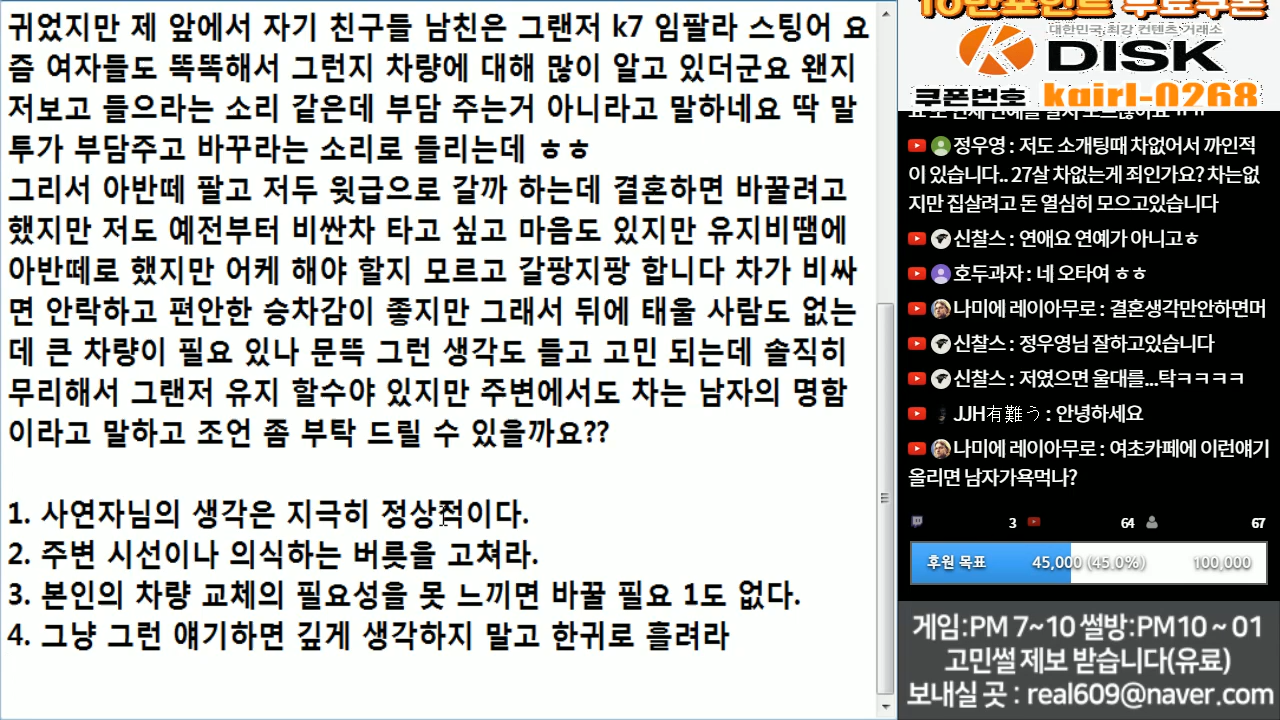 귀었지만 제 앞에서 자기 친구들 남친은 그랜저 k7 임팔라 스팅어 요
즘 여자들도 똑똑해서 그런지 차량에 대해 많이 알고 있더군요 왠지
저보고 들으라는 소리 같은데 부담 주는거 아니라고 말하네요 딱 말
투가 부담주고 바꾸라는 소리로 들리는데 ㅎㅎ
그리서 아반떼 팔고 저두 윗급으로 갈까 하는데 결혼하면 바꿀려고
했지만 저도 예전부터 비싼차 타고 싶고 마음도 있지만 유지비땜에
아반떼로 했지만 어케 해야 할지 모르고 갈팡지팡 합니다 차가 비싸
면 안락하고 편안한 승차감이 좋지만 그래서 뒤에 태울 사람도 없는
데 큰 차량이 필요 있나 문뜩 그런 생각도 들고 고민 되는데 솔직히
무리해서 그랜저 유지 할수야 있지만 주변에서도 차는 남자의 명함
이라고 말하고 조언 좀 부탁 드릴 수 있을까요??
1. 사연자님의 생각은 지극히 정상적이다.
2. 주변 시선이나 의식하는 버릇을 고쳐라.
3. 본인의 차량 교체의 필요성을 못 느끼면 바꿀 필요 1도 없다.
4. 그냥 그런 얘기하면 깊게 생각하지 말고 한귀로 흘려라
10만포인트 무료쿠폰
대한민국 최강 컨텐츠 거래소
K DISK
쿠폰번호 kgirl-0268
정우영 : 저도 소개팅때 차없어서 까인적
이 있습니다.. 27살 차없는게 죄인가요? 차는없
지만 집살려고 돈 열심히 모으고있습니다
신찰스 : 연애요 연예가 아니고ㅎ
호두과자 : 네 오타여 ㅎㅎ
나미에 레이아무로 : 결혼생각만안하면머
신찰스 : 정우영님 잘하고있습니다
신찰스 : 저였으면 울대를...탁ㅋㅋㅋㅋ
JJH有難う : 안녕하세요
나미에 레이아무로 : 여초카페에 이런얘기
올리면 남자가욕먹나?
3 64 67
후원 목표 45,000 (45.0%) 100,000
게임:PM 7~10 썰방:PM10 ~ 01
고민썰 제보 받습니다(유료)
보내실 곳 : real609@naver.com